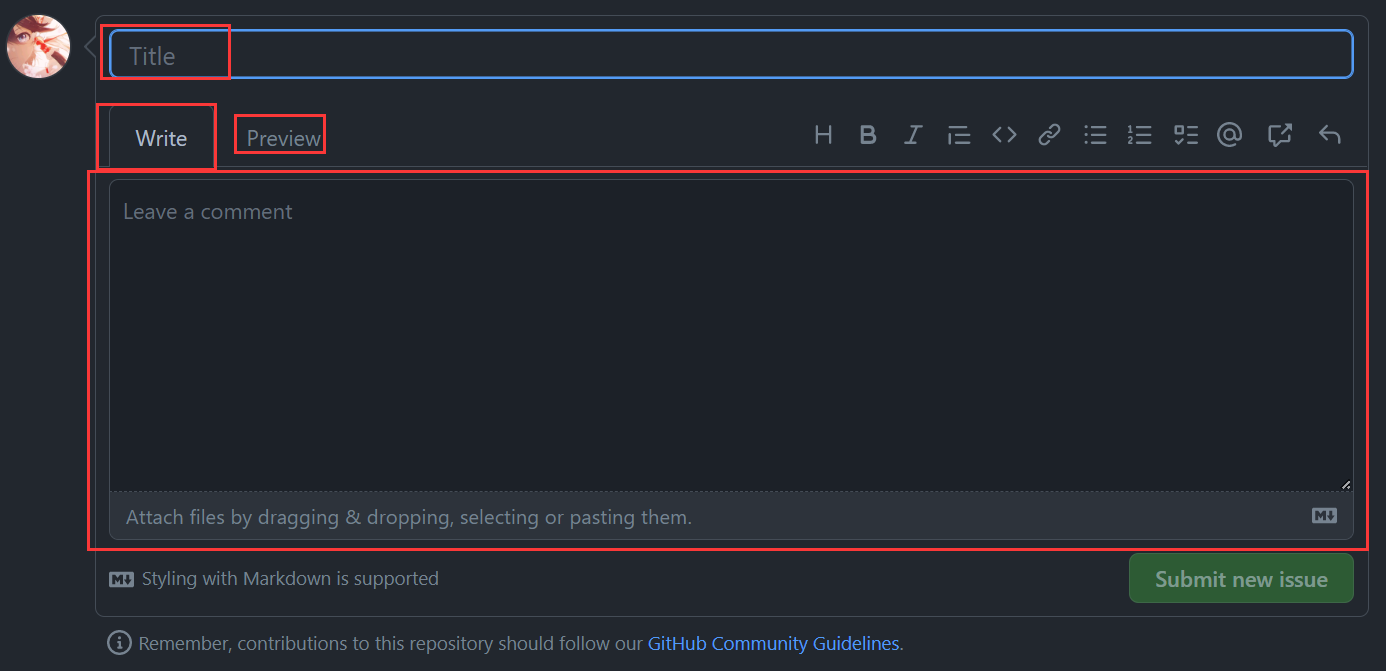 Title
Write Preview
Leave a comment
Attach files by dragging & dropping, selecting or pasting them.
Styling with Markdown is supported
Submit new issue
Remember, contributions to this repository should follow our GitHub Community Guidelines.